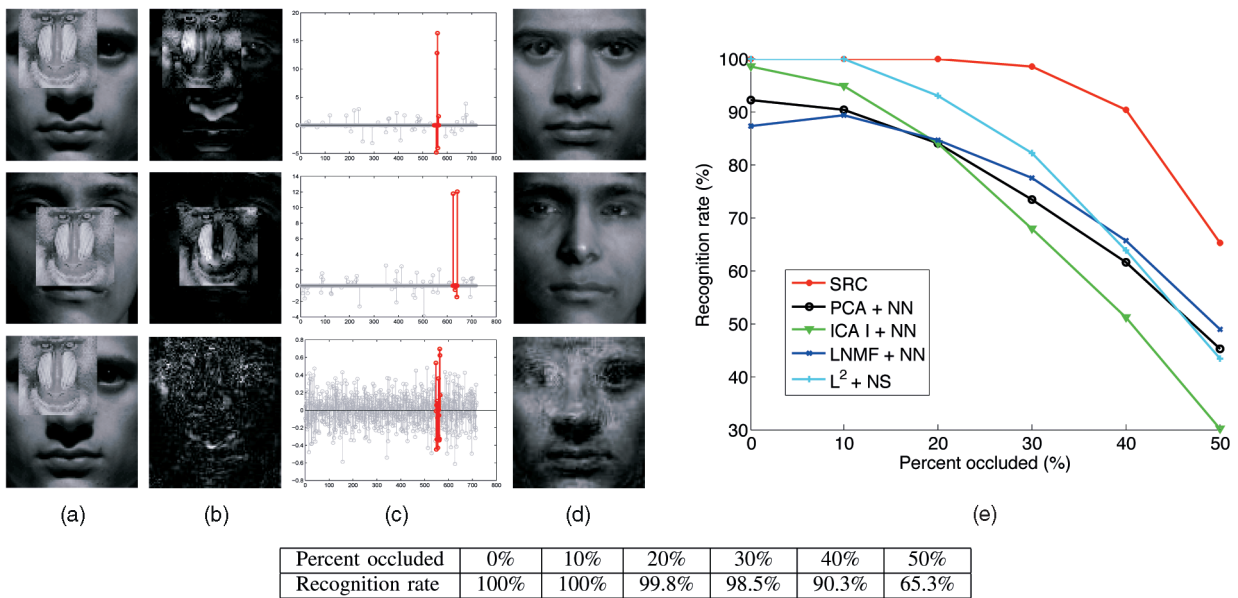 20
15
10
5
0
-5
0 100 200 300 400 500 600 700 800
14
12
10
8
6
4
2
0
-2
-4
0 100 200 300 400 500 600 700 800
0.8
0.6
0.4
0.2
0
-0.2
-0.4
-0.6
-0.8
0 100 200 300 400 500 600 700 800
(a) (b) (c) (d)
100
90
80
70
60
50
40
30
Recognition rate (%)
SRC
PCA + NN
ICA I + NN
LNMF + NN
L² + NS
0 10 20 30 40 50
Percent occluded (%)
(e)
Percent occluded 0% 10% 20% 30% 40% 50%
Recognition rate 100% 100% 99.8% 98.5% 90.3% 65.3%